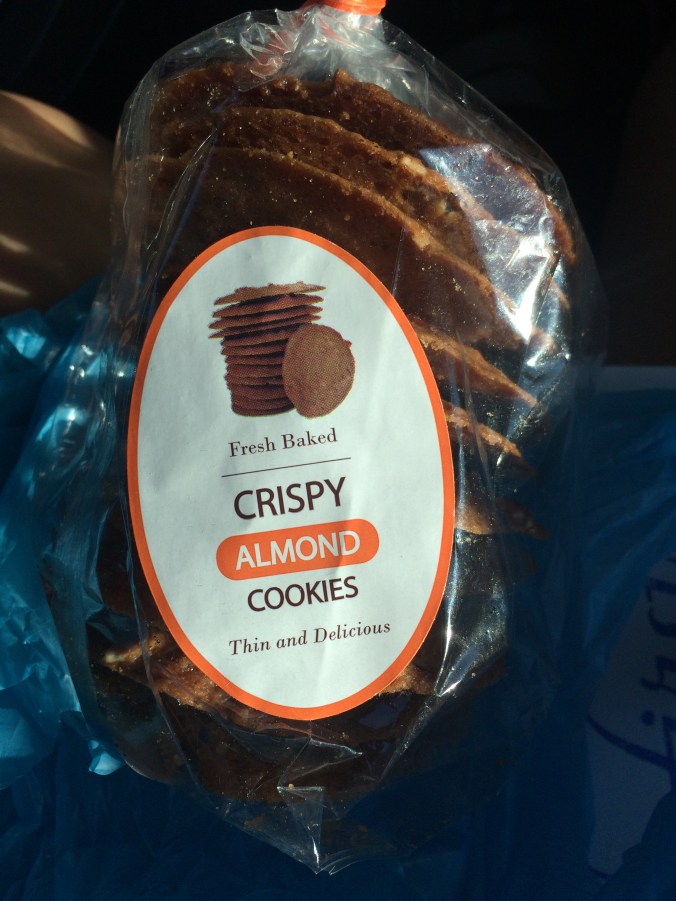 Fresh Baked
CRISPY
ALMOND
COOKIES
Thin and Delicious